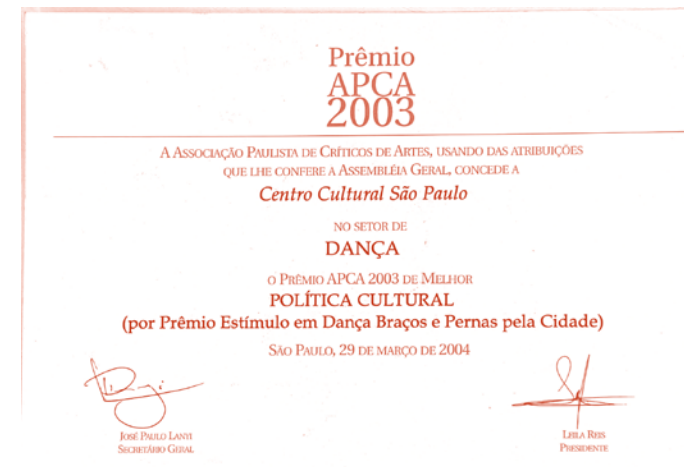 Prêmio
APCA
2003
A Associação Paulista de Críticos de Artes, usando das atribuições
que lhe confere a Assembléia Geral, concede a
Centro Cultural São Paulo
no setor de
DANÇA
o Prêmio APCA 2003 de Melhor
POLÍTICA CULTURAL
(por Prêmio Estímulo em Dança Braços e Pernas pela Cidade)
São Paulo, 29 de março de 2004
José Paulo Lanyi
Secretário Geral
Leila Reis
Presidente